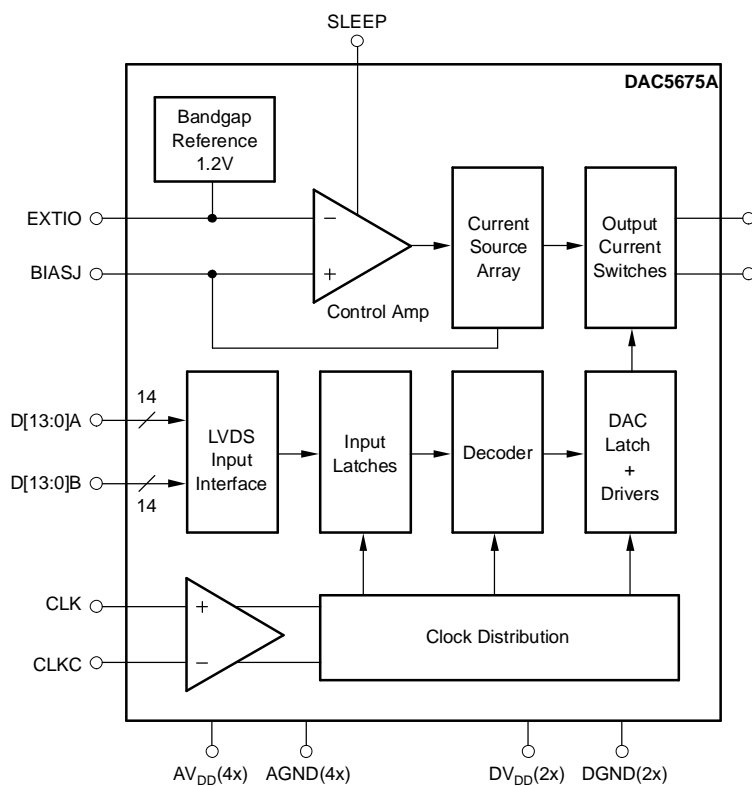 SLEEP
DAC5675A
Bandgap
Reference
1.2V
EXTIO
BIASJ
−
+
Control Amp
Current
Source
Array
Output
Current
Switches
D[13:0]A
14
D[13:0]B
14
LVDS
Input
Interface
Input
Latches
Decoder
DAC
Latch
+
Drivers
CLK
CLKC
+
−
Clock Distribution
AVDD(4x)
AGND(4x)
DVDD(2x)
DGND(2x)